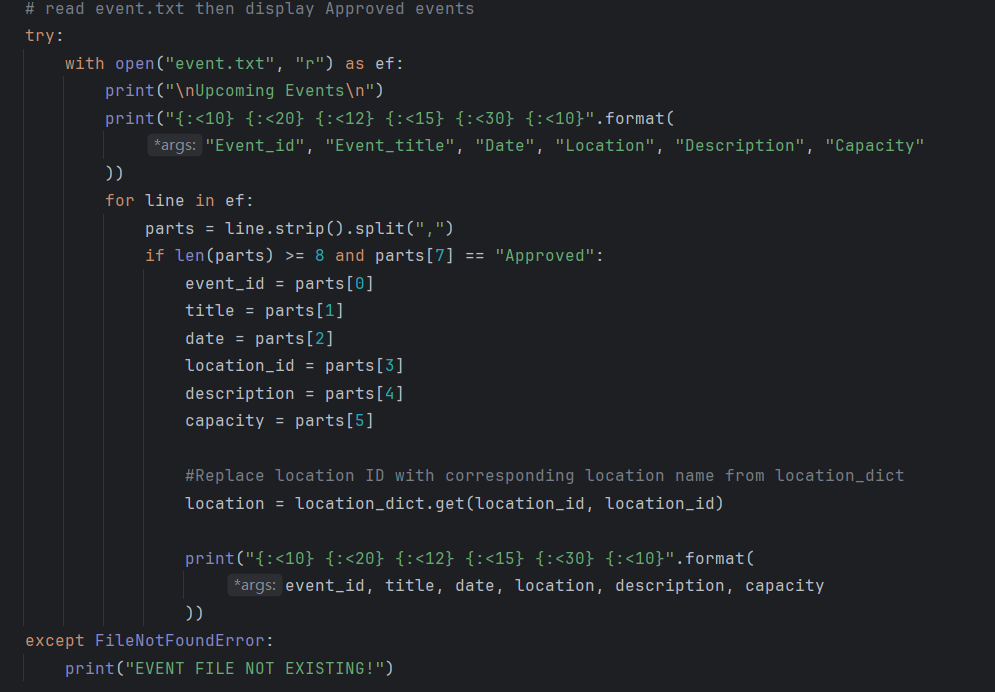 # read event.txt then display Approved events
try:
    with open("event.txt", "r") as ef:
        print("\nUpcoming Events\n")
        print("{:<10} {:<20} {:<12} {:<15} {:<30} {:<10}".format(
            *args: "Event_id", "Event_title", "Date", "Location", "Description", "Capacity"
        ))
        for line in ef:
            parts = line.strip().split(",")
            if len(parts) >= 8 and parts[7] == "Approved":
                event_id = parts[0]
                title = parts[1]
                date = parts[2]
                location_id = parts[3]
                description = parts[4]
                capacity = parts[5]

                #Replace location ID with corresponding location name from location_dict
                location = location_dict.get(location_id, location_id)

                print("{:<10} {:<20} {:<12} {:<15} {:<30} {:<10}".format(
                    *args: event_id, title, date, location, description, capacity
                ))
except FileNotFoundError:
    print("EVENT FILE NOT EXISTING!")